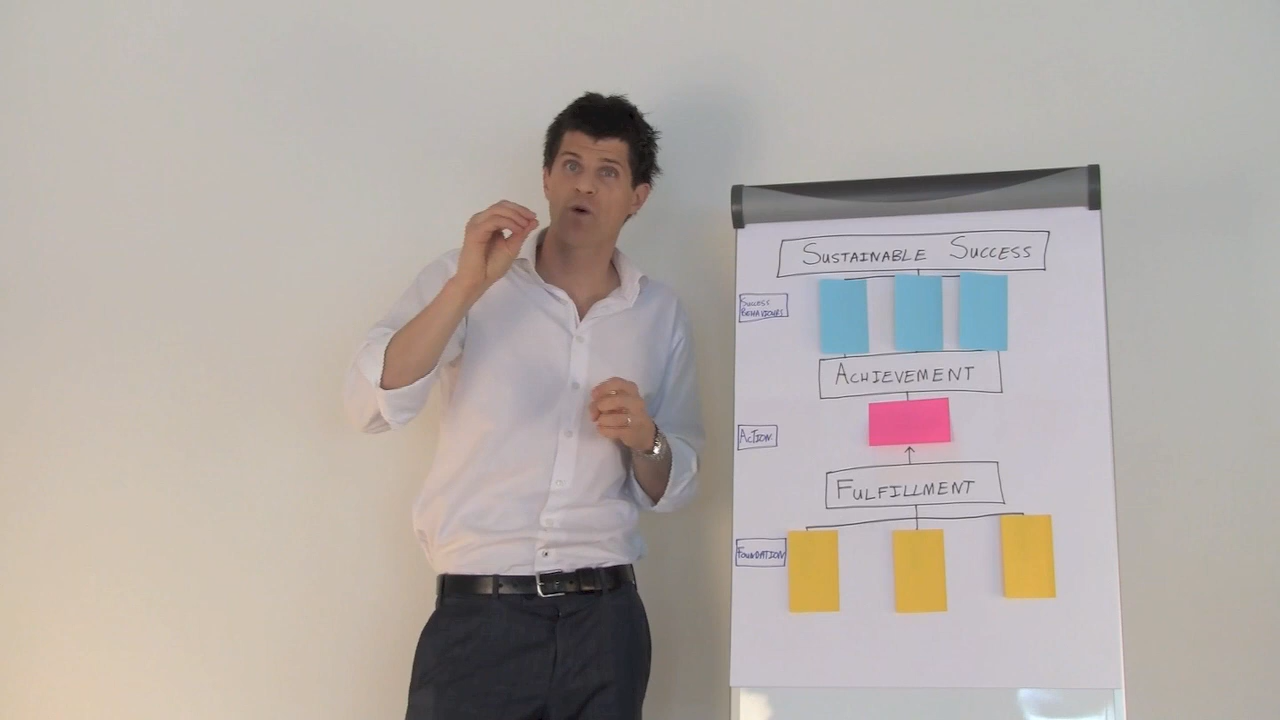 SUSTAINABLE SUCCESS
SUCCESS
BEHAVIOURS
ACHIEVEMENT
ACTION
FULFILLMENT
FOUNDATION